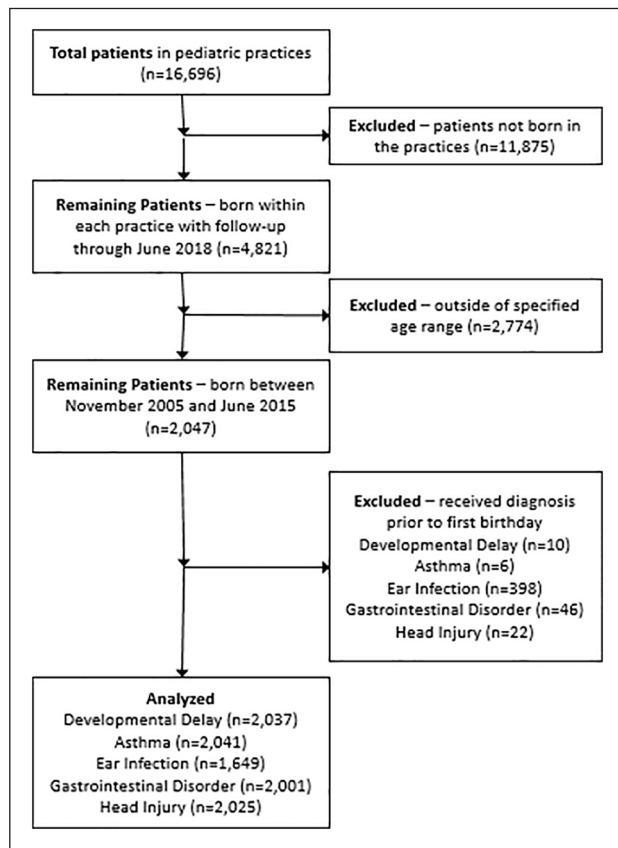 Total patients in pediatric practices
(n=16,696)
Excluded – patients not born in
the practices (n=11,875)
Remaining Patients – born within
each practice with follow-up
through June 2018 (n=4,821)
Excluded – outside of specified
age range (n=2,774)
Remaining Patients – born between
November 2005 and June 2015
(n=2,047)
Excluded – received diagnosis
prior to first birthday
Developmental Delay (n=10)
Asthma (n=6)
Ear Infection (n=398)
Gastrointestinal Disorder (n=46)
Head Injury (n=22)
Analyzed
Developmental Delay (n=2,037)
Asthma (n=2,041)
Ear Infection (n=1,649)
Gastrointestinal Disorder (n=2,001)
Head Injury (n=2,025)